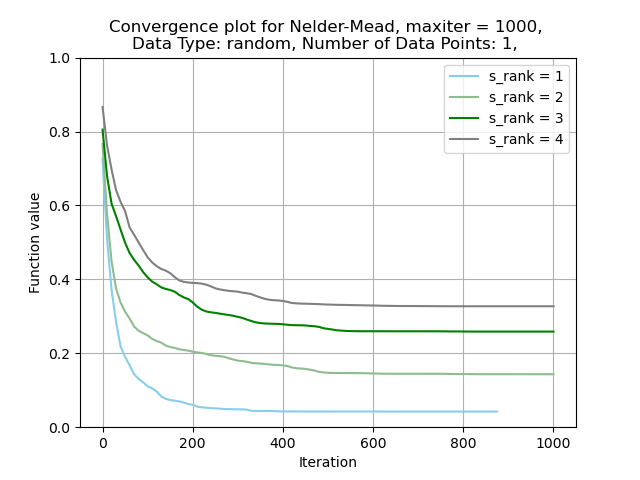 Convergence plot for Nelder-Mead, maxiter = 1000,
Data Type: random, Number of Data Points: 1,
1.0
0.8
0.6
0.4
0.2
0.0
Function value
s_rank = 1
s_rank = 2
s_rank = 3
s_rank = 4
0 200 400 600 800 1000
Iteration